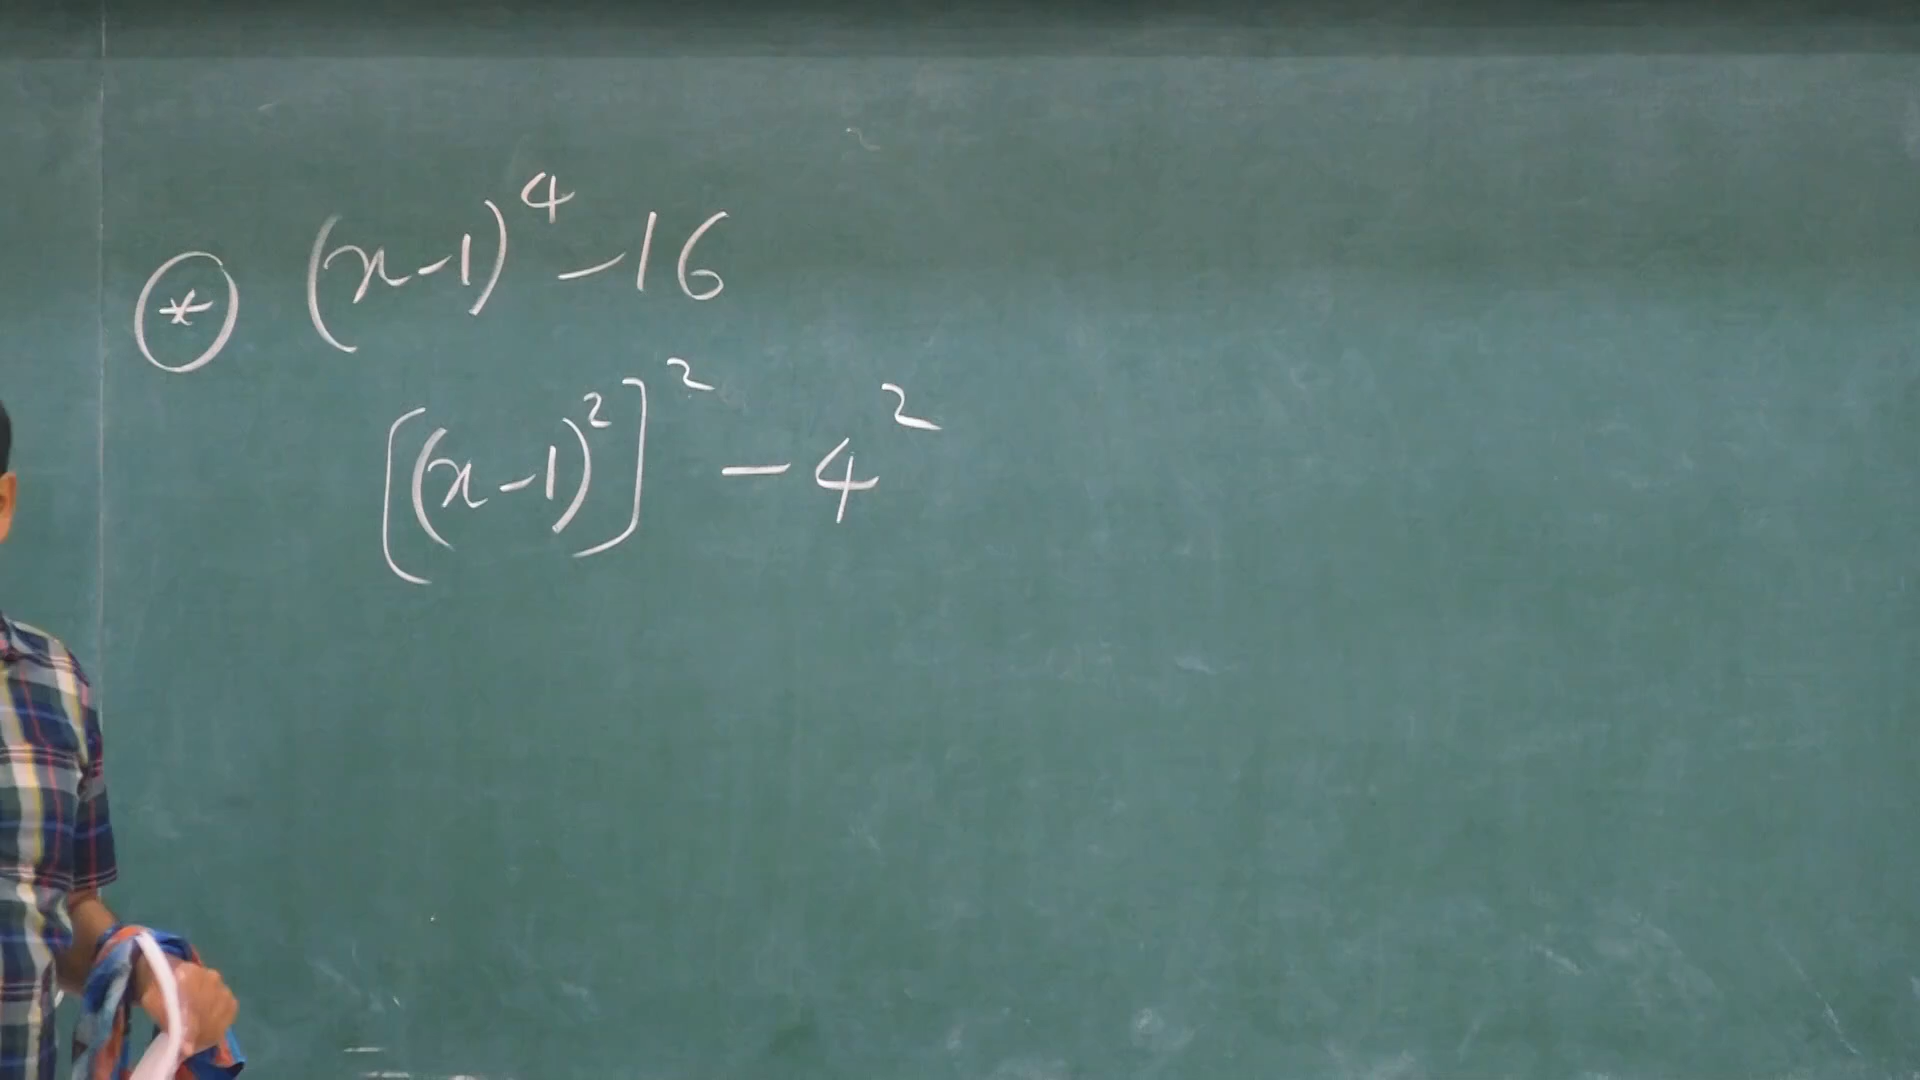 ⊛ (x-1)⁴ - 16
[(x-1)²]² - 4²